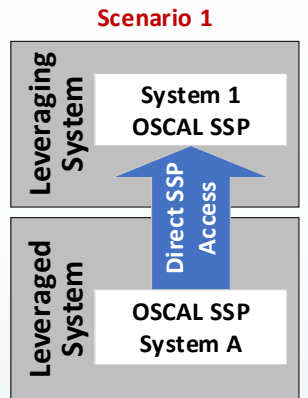 Scenario 1
Leveraging
System
System 1
OSCAL SSP
Direct SSP
Access
Leveraged
System
OSCAL SSP
System A